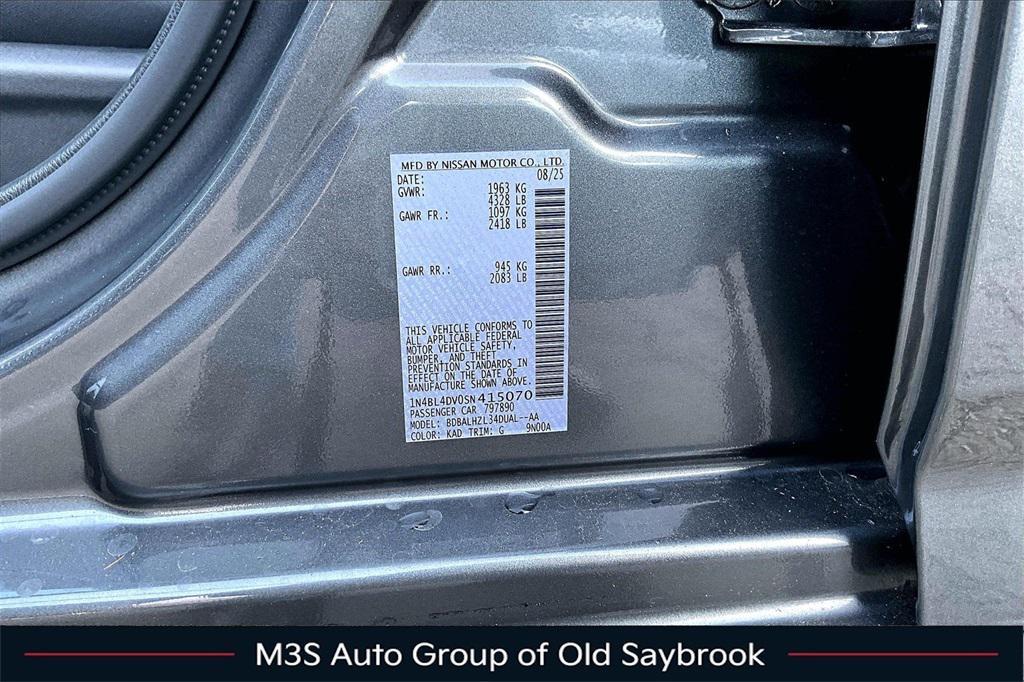 MFD BY NISSAN MOTOR CO., LTD.
DATE: 08/25
GVWR: 1963 KG
4328 LB
GAWR FR.: 1097 KG
2418 LB
GAWR RR.: 945 KG
2083 LB
THIS VEHICLE CONFORMS TO
ALL APPLICABLE FEDERAL
MOTOR VEHICLE SAFETY,
BUMPER, AND THEFT
PREVENTION STANDARDS IN
EFFECT ON THE DATE OF
MANUFACTURE SHOWN ABOVE.
1N4BL4DV0SN415070
PASSENGER CAR 797890
MODEL: BDBALHZL34DUAL--AA
COLOR: KAD TRIM: G 9N00A
M3S Auto Group of Old Saybrook